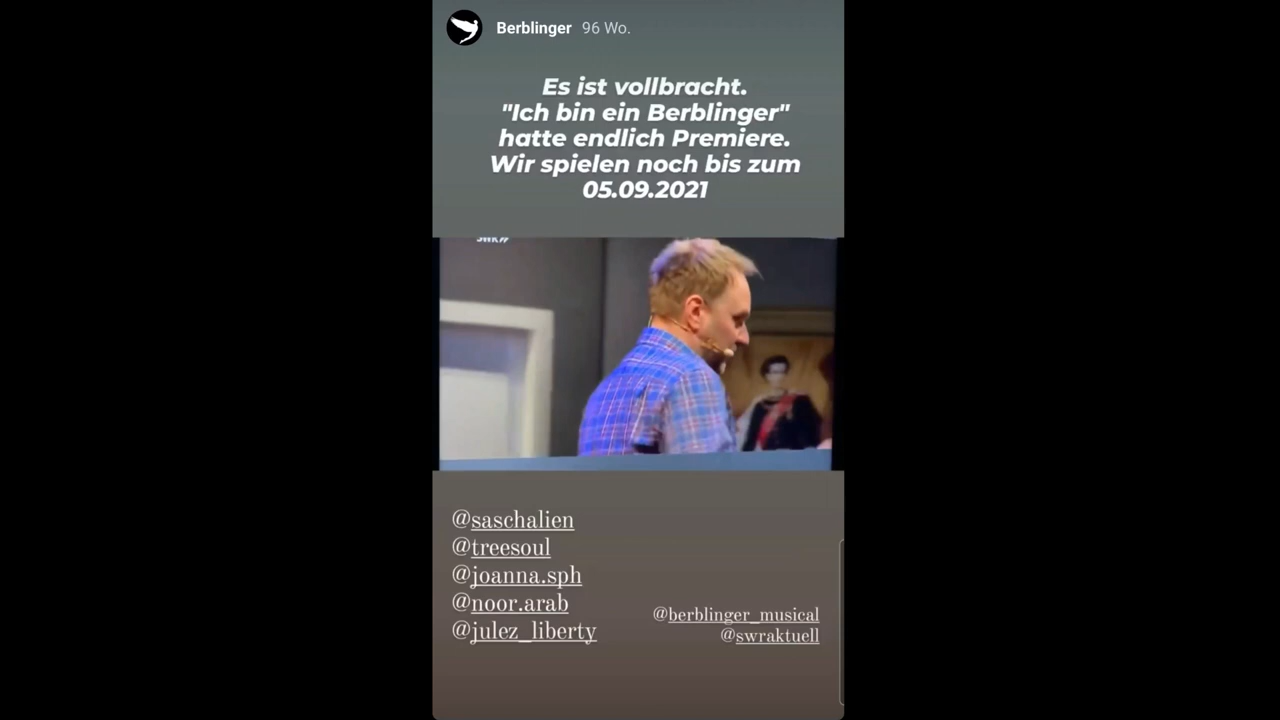 Berblinger 96 Wo.
Es ist vollbracht.
"Ich bin ein Berblinger"
hatte endlich Premiere.
Wir spielen noch bis zum
05.09.2021
@saschalien
@treesoul
@joanna.sph
@noor.arab
@julez_liberty
@berblinger_musical
@swraktuell